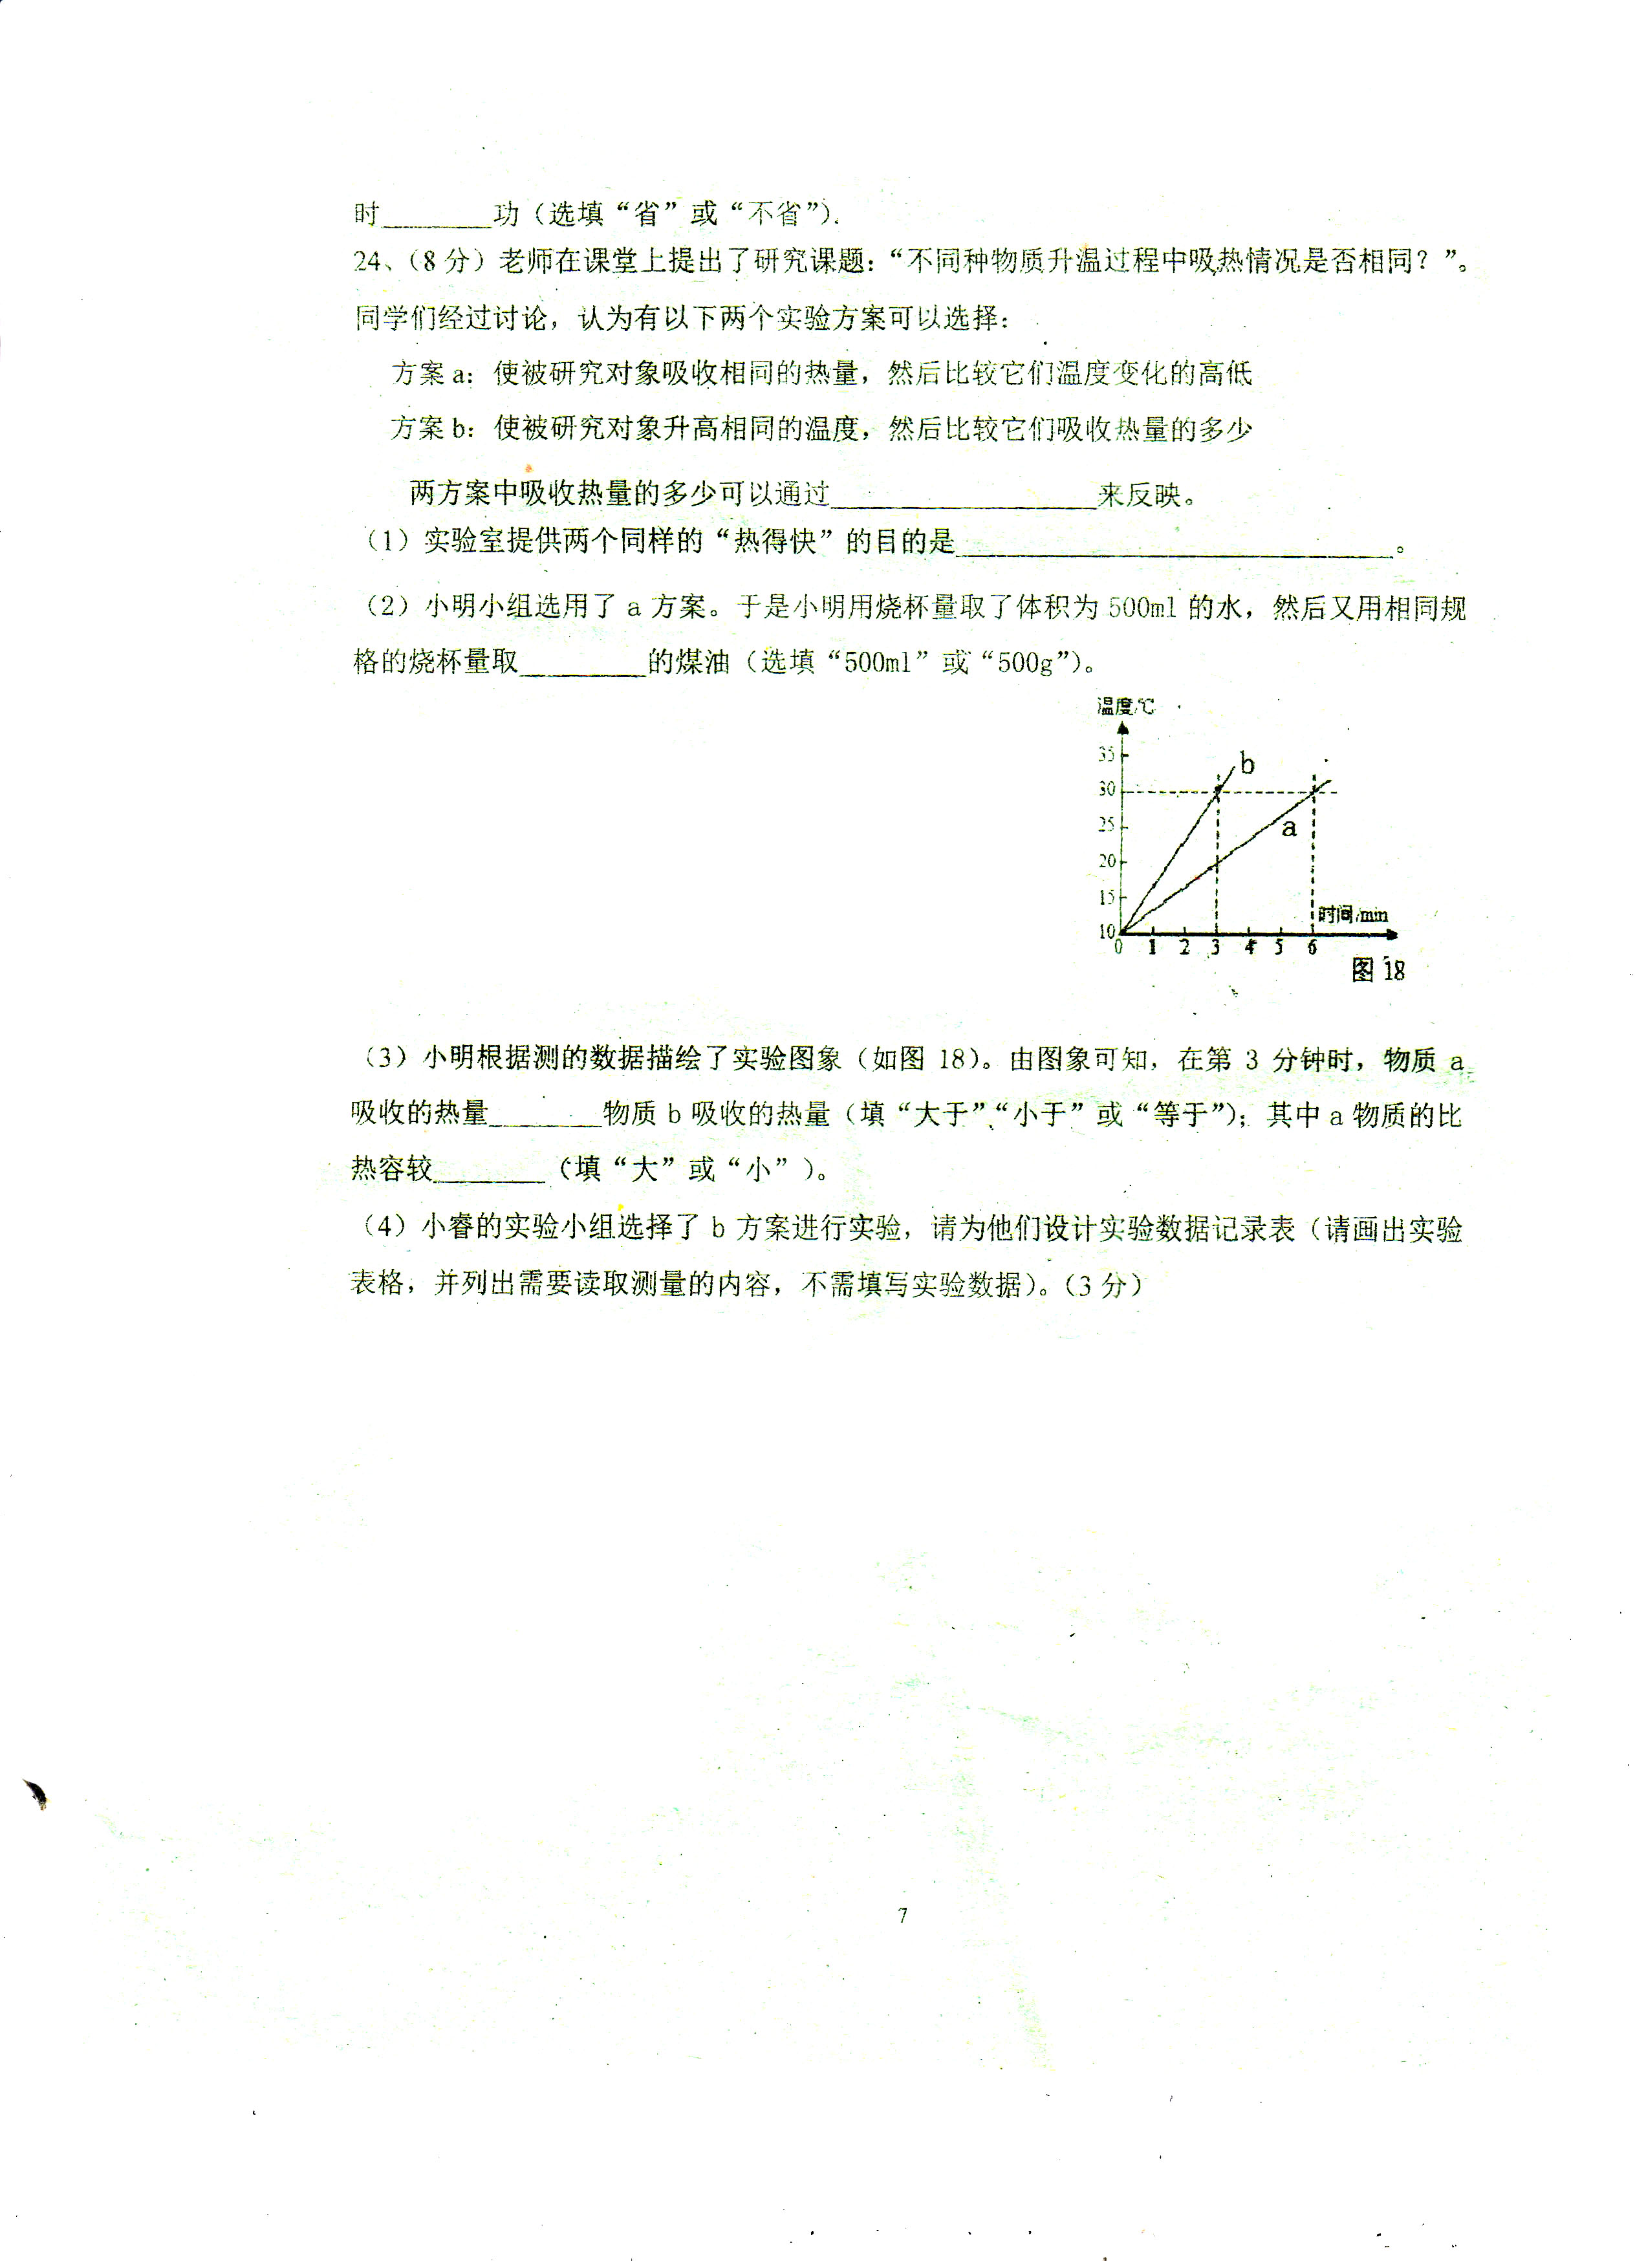 时________功（选填“省”或“不省”）.
24、（8 分）老师在课堂上提出了研究课题：“不同种物质升温过程中吸热情况是否相同？”。
同学们经过讨论，认为有以下两个实验方案可以选择：
方案 a：使被研究对象吸收相同的热量，然后比较它们温度变化的高低
方案 b：使被研究对象升高相同的温度，然后比较它们吸收热量的多少
两方案中吸收热量的多少可以通过____________________来反映。
（1）实验室提供两个同样的“热得快”的目的是________________________________。
（2）小明小组选用了 a 方案。于是小明用烧杯量取了体积为 500ml 的水，然后又用相同规
格的烧杯量取_________的煤油（选填“500ml”或“500g”）。
温度/℃
35
30
25
20
15
10
b
a
时间/min
0 1 2 3 4 5 6
图 18
（3）小明根据测的数据描绘了实验图象（如图 18）。由图象可知，在第 3 分钟时，物质 a
吸收的热量________物质 b 吸收的热量（填“大于”、“小于”或“等于”）；其中 a 物质的比
热容较________（填“大”或“小”）。
（4）小睿的实验小组选择了 b 方案进行实验，请为他们设计实验数据记录表（请画出实验
表格，并列出需要读取测量的内容，不需填写实验数据）。（3 分）
7